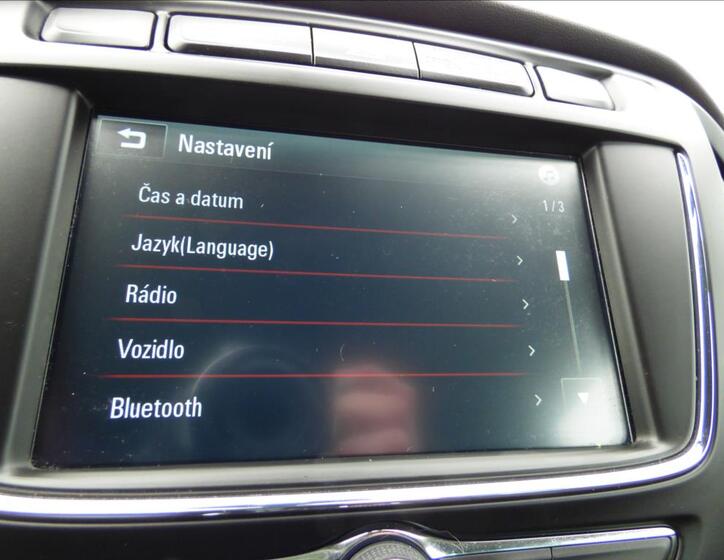 Nastavení
Čas a datum
1/3
Jazyk(Language)
Rádio
Vozidlo
Bluetooth